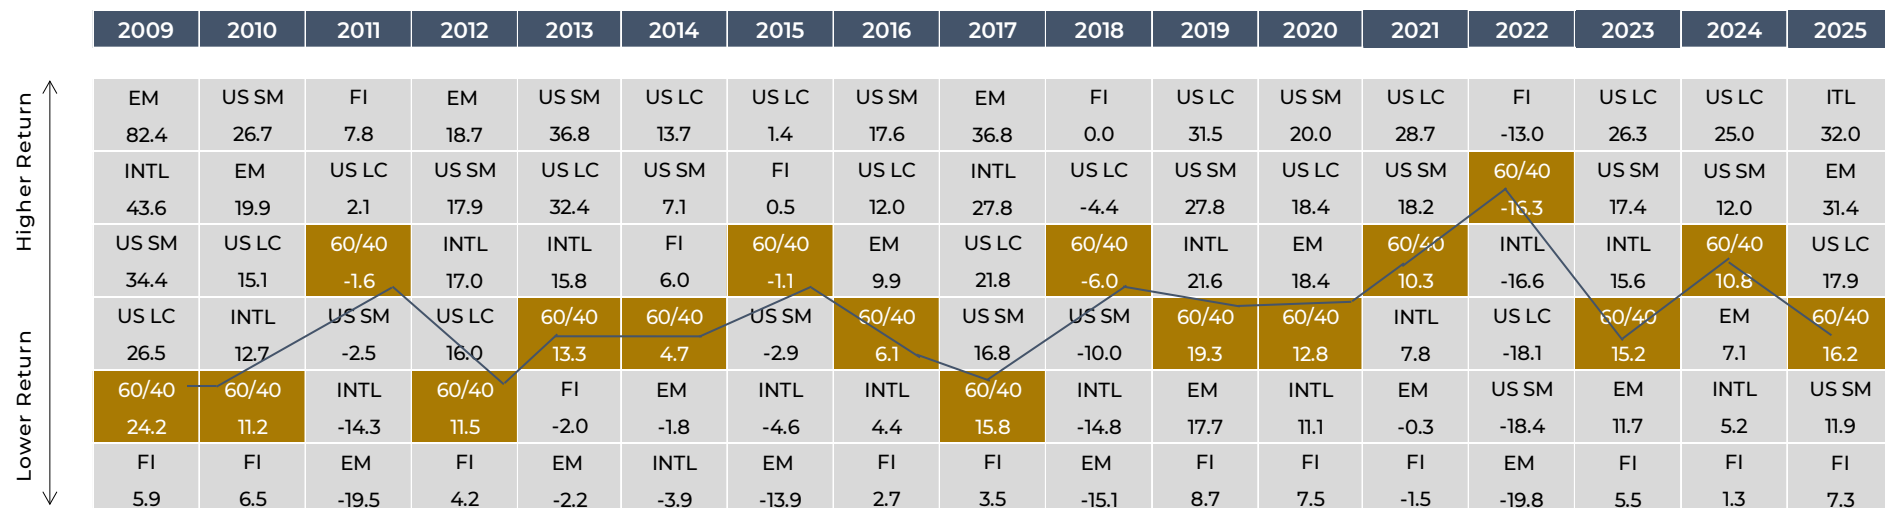 2009 2010 2011 2012 2013 2014 2015 2016 2017 2018 2019 2020 2021 2022 2023 2024 2025
Higher Return
Lower Return
EM US SM FI EM US SM US LC US LC US SM EM FI US LC US SM US LC FI US LC US LC ITL
82.4 26.7 7.8 18.7 36.8 13.7 1.4 17.6 36.8 0.0 31.5 20.0 28.7 -13.0 26.3 25.0 32.0
INTL EM US LC US SM US LC US SM FI US LC INTL US LC US SM US LC US SM 60/40 US SM US SM EM
43.6 19.9 2.1 17.9 32.4 7.1 0.5 12.0 27.8 -4.4 27.8 18.4 18.2 -16.3 17.4 12.0 31.4
US SM US LC 60/40 INTL INTL FI 60/40 EM US LC 60/40 INTL EM 60/40 INTL INTL 60/40 US LC
34.4 15.1 -1.6 17.0 15.8 6.0 -1.1 9.9 21.8 -6.0 21.6 18.4 10.3 -16.6 15.6 10.8 17.9
US LC INTL US SM US LC 60/40 60/40 US SM 60/40 US SM US SM 60/40 60/40 INTL US LC 60/40 EM 60/40
26.5 12.7 -2.5 16.0 13.3 4.7 -2.9 6.1 16.8 -10.0 19.3 12.8 7.8 -18.1 15.2 7.1 16.2
60/40 60/40 INTL 60/40 FI EM INTL INTL 60/40 INTL EM INTL EM US SM EM INTL US SM
24.2 11.2 -14.3 11.5 -2.0 -1.8 -4.6 4.4 15.8 -14.8 17.7 11.1 -0.3 -18.4 11.7 5.2 11.9
FI FI EM FI EM INTL EM FI FI EM FI FI FI EM FI FI FI
5.9 6.5 -19.5 4.2 -2.2 -3.9 -13.9 2.7 3.5 -15.1 8.7 7.5 -1.5 -19.8 5.5 1.3 7.3